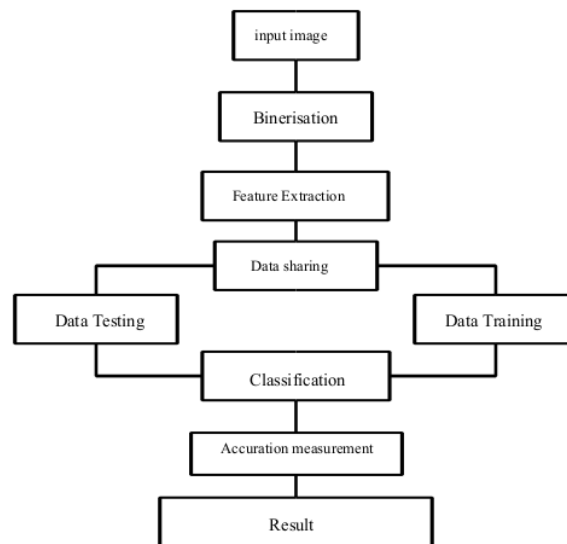 input image
Binerisation
Feature Extraction
Data sharing
Data Testing
Data Training
Classification
Accuration measurement
Result